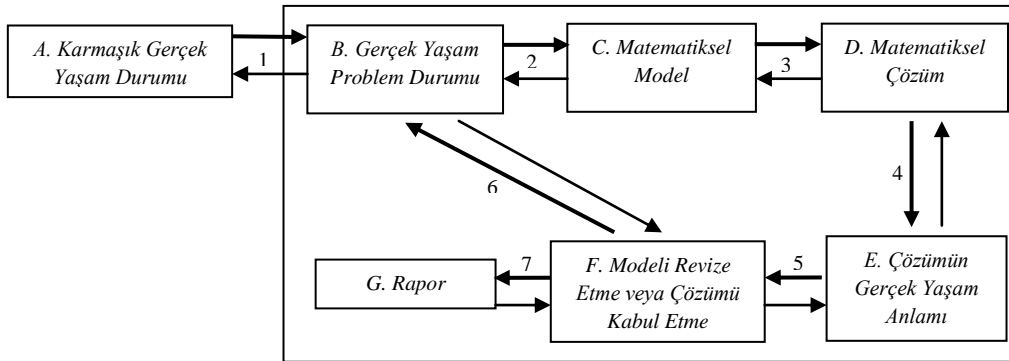 A. Karmaşık Gerçek
Yaşam Durumu
1
B. Gerçek Yaşam
Problem Durumu
2
C. Matematiksel
Model
3
D. Matematiksel
Çözüm
4
E. Çözümün
Gerçek Yaşam
Anlamı
5
F. Modeli Revize
Etme veya Çözümü
Kabul Etme
6
7
G. Rapor